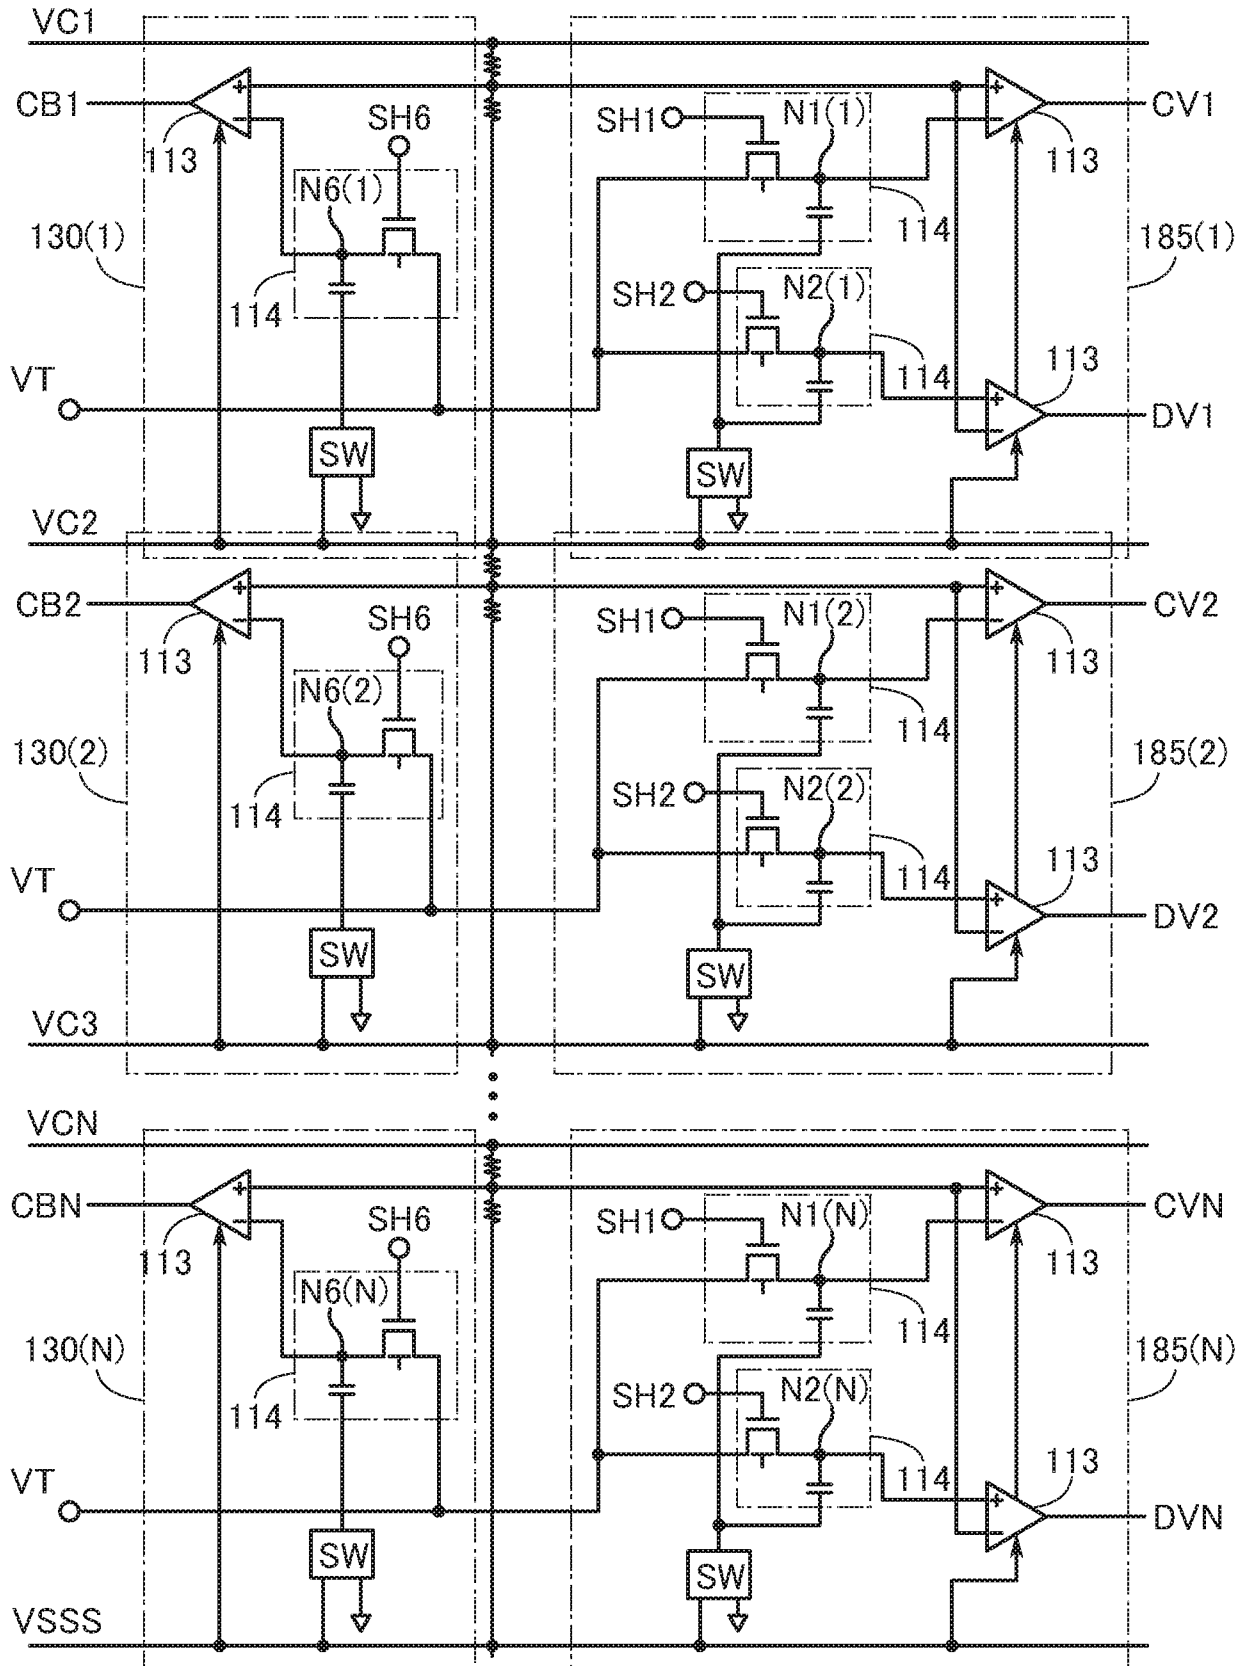 VC1
CB1
+
−
113
SH6
SH1
N1(1)
+
−
CV1
113
N6(1)
130(1)
114
114
185(1)
SH2
N2(1)
VT
114
113
+
−
DV1
SW
SW
VC2
CB2
+
−
113
SH6
SH1
N1(2)
+
−
CV2
113
N6(2)
130(2)
114
114
185(2)
SH2
N2(2)
VT
114
113
+
−
DV2
SW
SW
VC3
VCN
CBN
+
−
113
SH6
SH1
N1(N)
+
−
CVN
113
N6(N)
130(N)
114
114
185(N)
SH2
N2(N)
VT
114
113
+
−
DVN
SW
SW
VSSS